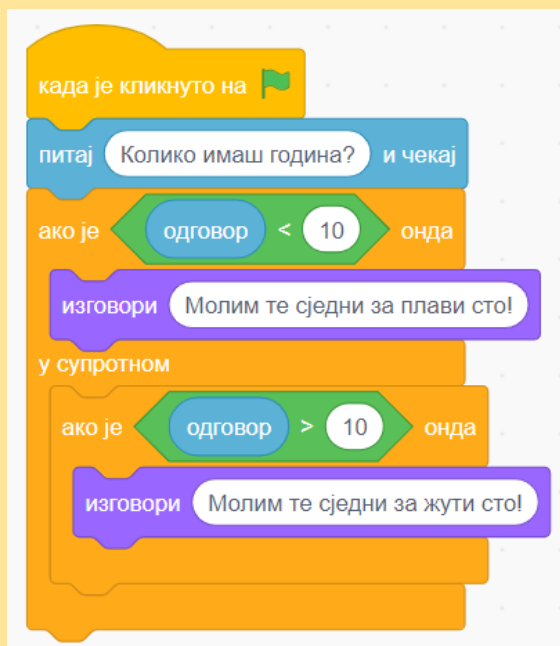 када је кликнуто на
питај Колико имаш година? и чекај
ако је одговор < 10 онда
изговори Молим те сједни за плави сто!
у супротном
ако је одговор > 10 онда
изговори Молим те сједни за жути сто!